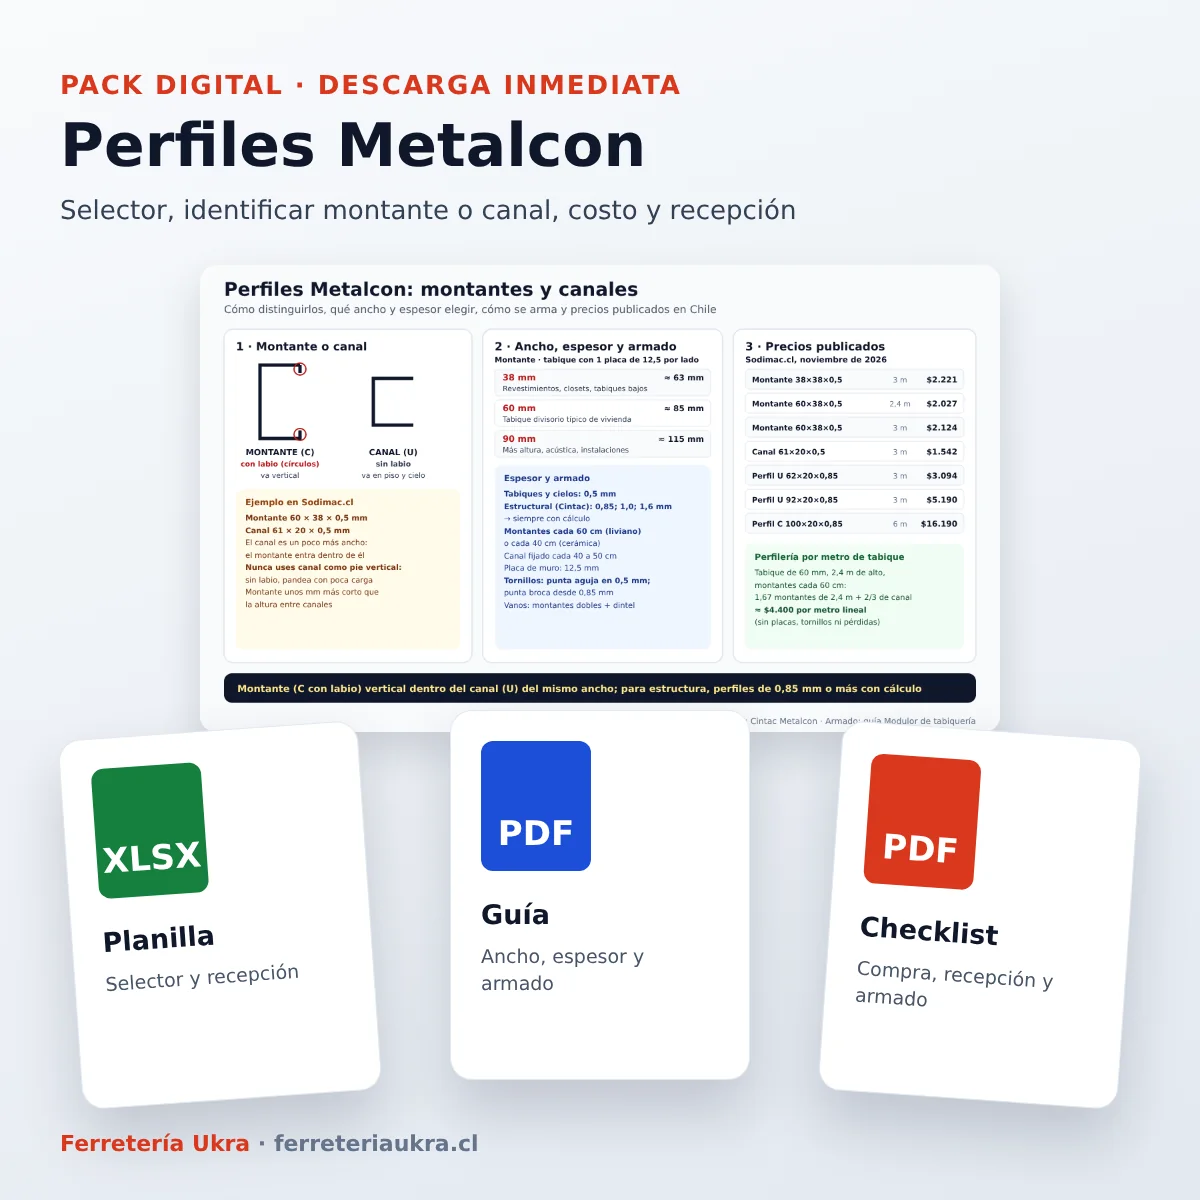 PACK DIGITAL · DESCARGA INMEDIATA
Perfiles Metalcon
Selector, identificar montante o canal, costo y recepción
Perfiles Metalcon: montantes y canales
Cómo distinguirlos, qué ancho y espesor elegir, cómo se arma y precios publicados en Chile
1 · Montante o canal
MONTANTE (C)
con labio (círculos)
va vertical
CANAL (U)
sin labio
va en piso y cielo
Ejemplo en Sodimac.cl
Montante 60 × 38 × 0,5 mm
Canal 61 × 20 × 0,5 mm
El canal es un poco más ancho:
el montante entra dentro de él
Nunca uses canal como pie vertical:
sin labio, pandea con poca carga
Montante unos mm más corto que
la altura entre canales
2 · Ancho, espesor y armado
Montante · tabique con 1 placa de 12,5 por lado
38 mm ≈ 63 mm
Revestimientos, closets, tabiques bajos
60 mm ≈ 85 mm
Tabique divisorio típico de vivienda
90 mm ≈ 115 mm
Más altura, acústica, instalaciones
Espesor y armado
Tabiques y cielos: 0,5 mm
Estructural (Cintac): 0,85; 1,0; 1,6 mm
→ siempre con cálculo
Montantes cada 60 cm (liviano)
o cada 40 cm (cerámica)
Canal fijado cada 40 a 50 cm
Placa de muro: 12,5 mm
Tornillos: punta aguja en 0,5 mm;
punta broca desde 0,85 mm
Vanos: montantes dobles + dintel
3 · Precios publicados
Sodimac.cl, noviembre de 2026
Montante 38×38×0,5 3 m $2.221
Montante 60×38×0,5 2,4 m $2.027
Montante 60×38×0,5 3 m $2.124
Canal 61×20×0,5 3 m $1.542
Perfil U 62×20×0,85 3 m $3.094
Perfil U 92×20×0,85 3 m $5.190
Perfil C 100×20×0,85 6 m $16.190
Perfilería por metro de tabique
Tabique de 60 mm, 2,4 m de alto,
montantes cada 60 cm:
1,67 montantes de 2,4 m + 2/3 de canal
≈ $4.400 por metro lineal
(sin placas, tornillos ni pérdidas)
Montante (C con labio) vertical dentro del canal (U) del mismo ancho; para estructura, perfiles de 0,85 mm o más con cálculo
Cintac Metalcon · Armado: guía Modulor de tabiquería
XLSX
Planilla
Selector y recepción
PDF
Guía
Ancho, espesor y
armado
PDF
Checklist
Compra, recepción y
armado
Ferretería Ukra · ferreteriaukra.cl